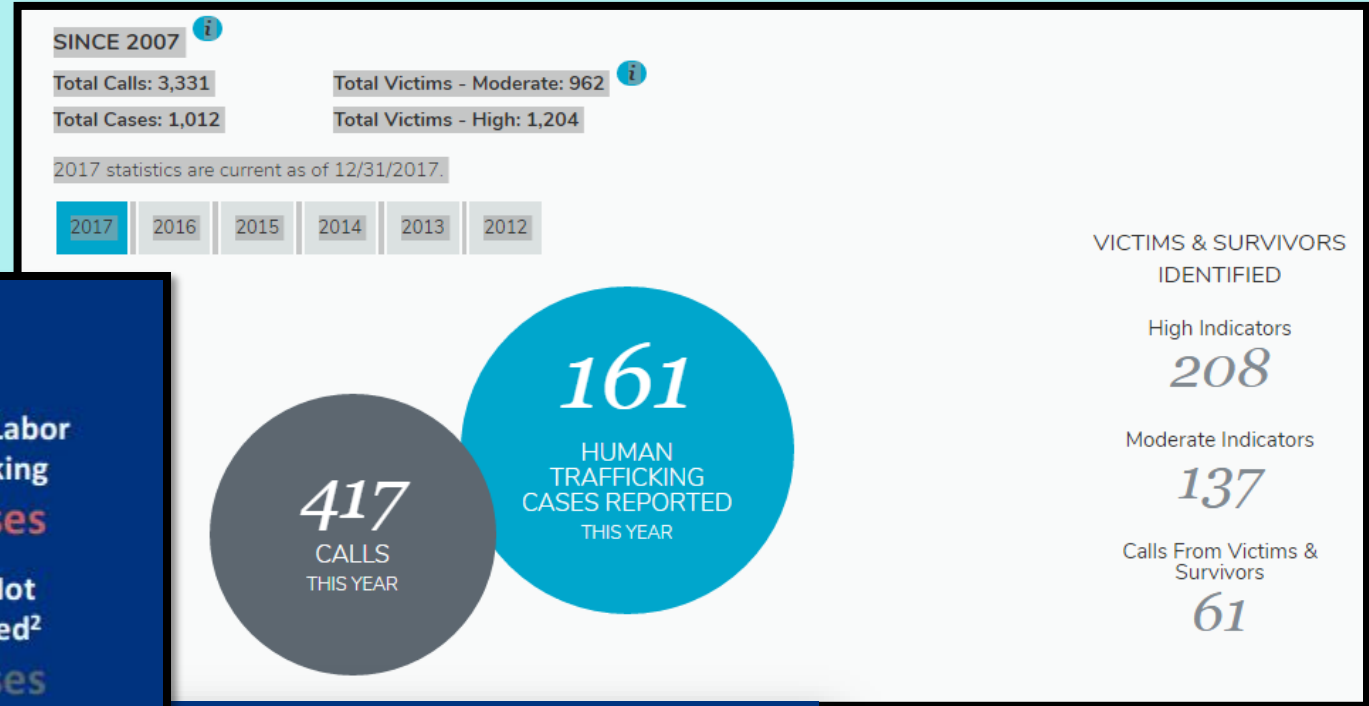 SINCE 2007 i
Total Calls: 3,331
Total Victims - Moderate: 962 i
Total Cases: 1,012
Total Victims - High: 1,204
2017 statistics are current as of 12/31/2017.
2017 2016 2015 2014 2013 2012
161
HUMAN
TRAFFICKING
CASES REPORTED
THIS YEAR
417
CALLS
THIS YEAR
VICTIMS & SURVIVORS
IDENTIFIED
High Indicators
208
Moderate Indicators
137
Calls From Victims &
Survivors
61